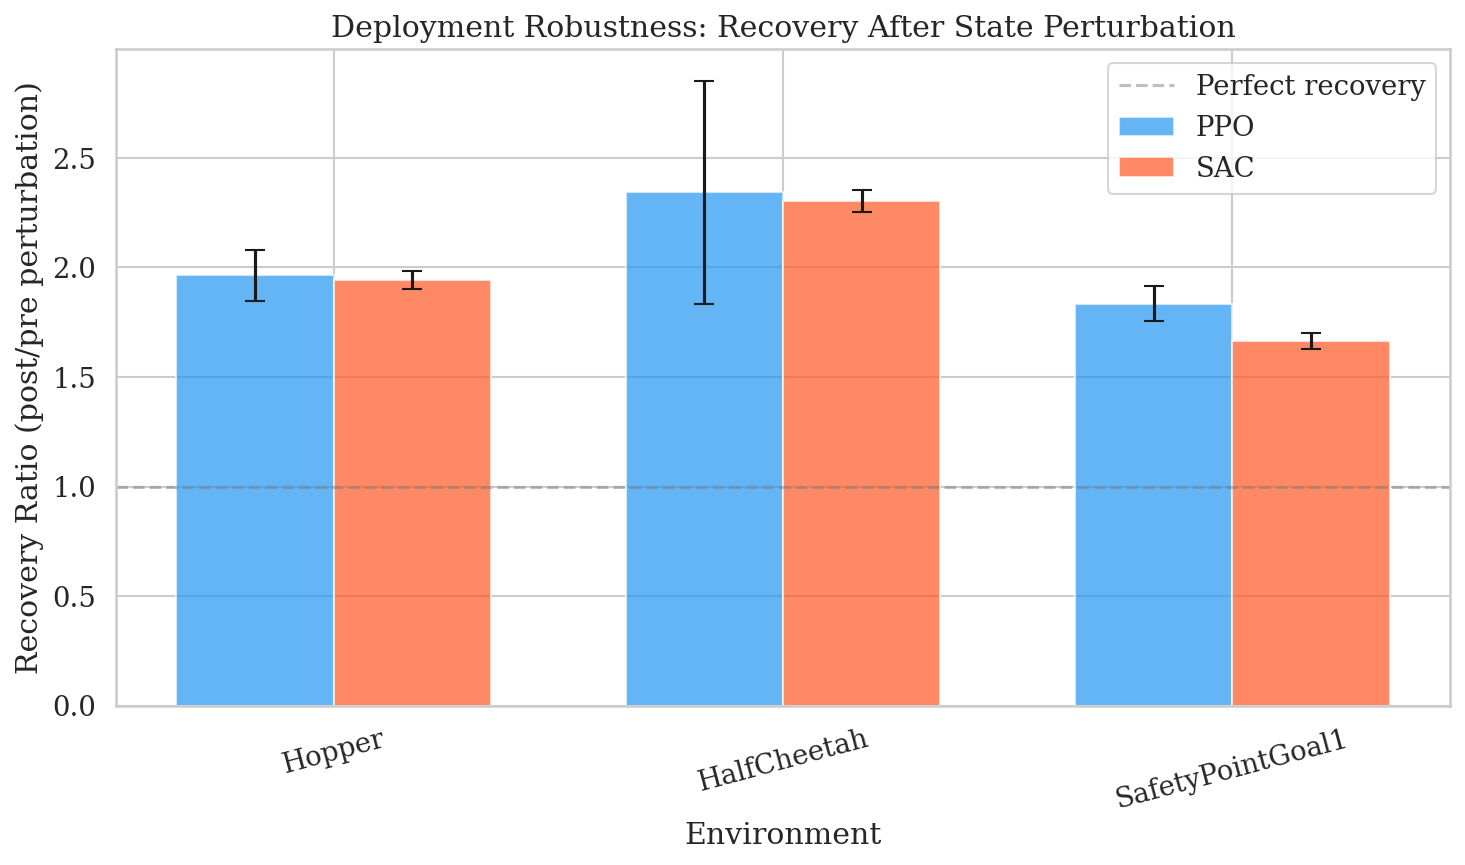 Deployment Robustness: Recovery After State Perturbation
Recovery Ratio (post/pre perturbation)
2.5
2.0
1.5
1.0
0.5
0.0
Perfect recovery
PPO
SAC
Hopper
HalfCheetah
SafetyPointGoal1
Environment